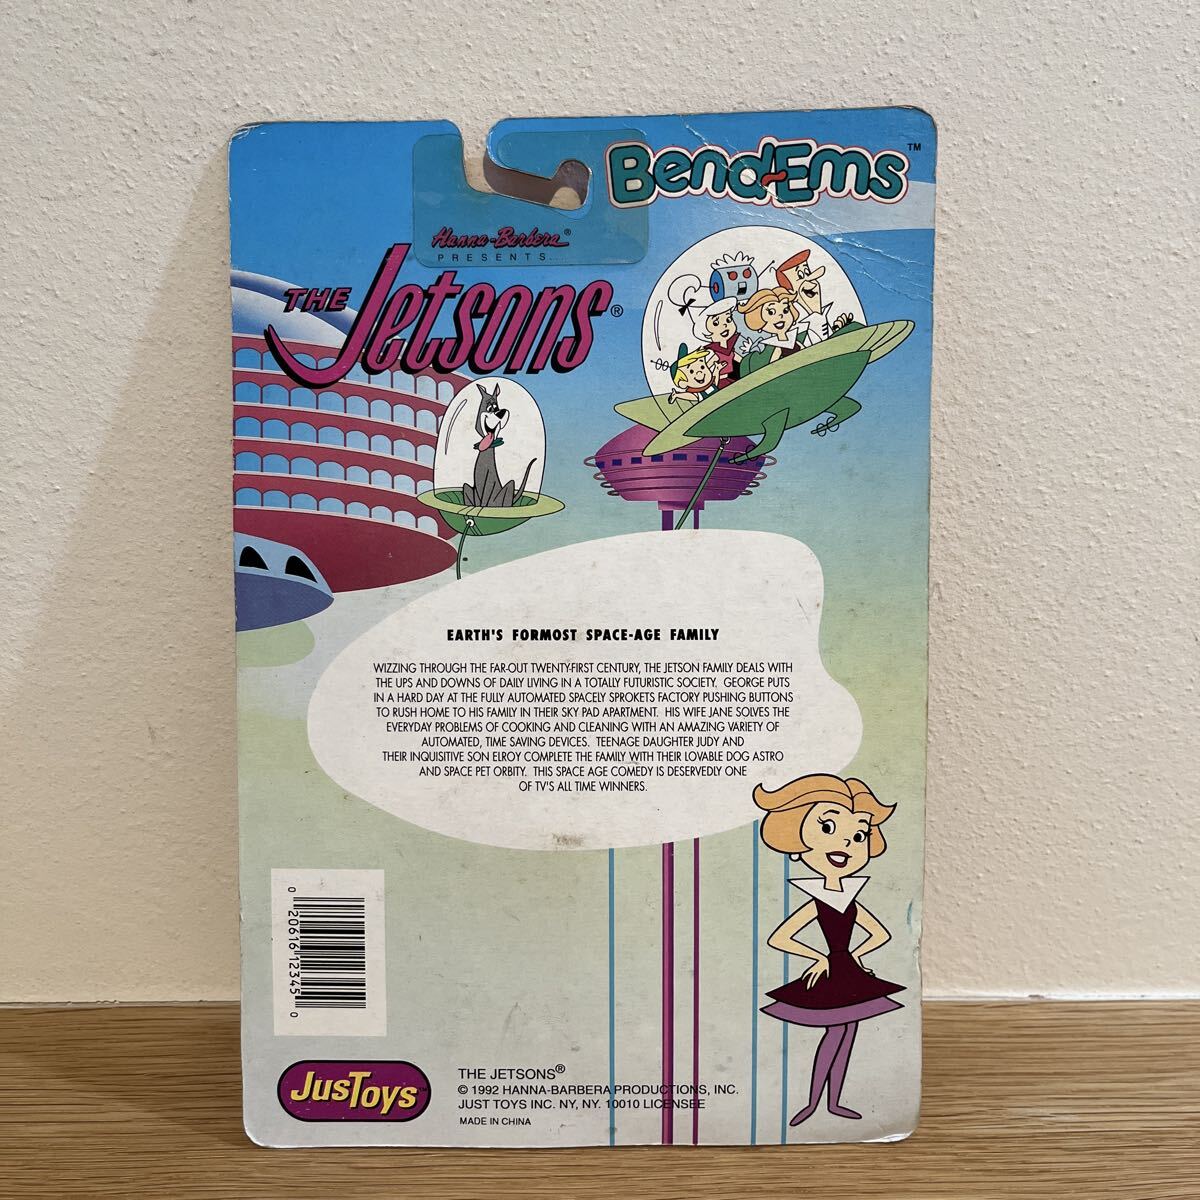 Bend-Ems™
Hanna-Barbera®
PRESENTS....
THE Jetsons®
EARTH'S FORMOST SPACE-AGE FAMILY
WIZZING THROUGH THE FAR-OUT TWENTY-FIRST CENTURY, THE JETSON FAMILY DEALS WITH
THE UPS AND DOWNS OF DAILY LIVING IN A TOTALLY FUTURISTIC SOCIETY. GEORGE PUTS
IN A HARD DAY AT THE FULLY AUTOMATED SPACELY SPROKETS FACTORY PUSHING BUTTONS
TO RUSH HOME TO HIS FAMILY IN THEIR SKY PAD APARTMENT. HIS WIFE JANE SOLVES THE
EVERYDAY PROBLEMS OF COOKING AND CLEANING WITH AN AMAZING VARIETY OF
AUTOMATED, TIME SAVING DEVICES. TEENAGE DAUGHTER JUDY AND
THEIR INQUISITIVE SON ELROY COMPLETE THE FAMILY WITH THEIR LOVABLE DOG ASTRO
AND SPACE PET ORBITY. THIS SPACE AGE COMEDY IS DESERVEDLY ONE
OF TV'S ALL TIME WINNERS.
0 20616 12345 0
JusToys™
THE JETSONS®
© 1992 HANNA-BARBERA PRODUCTIONS, INC.
JUST TOYS INC. NY, NY. 10010 LICENSEE
MADE IN CHINA